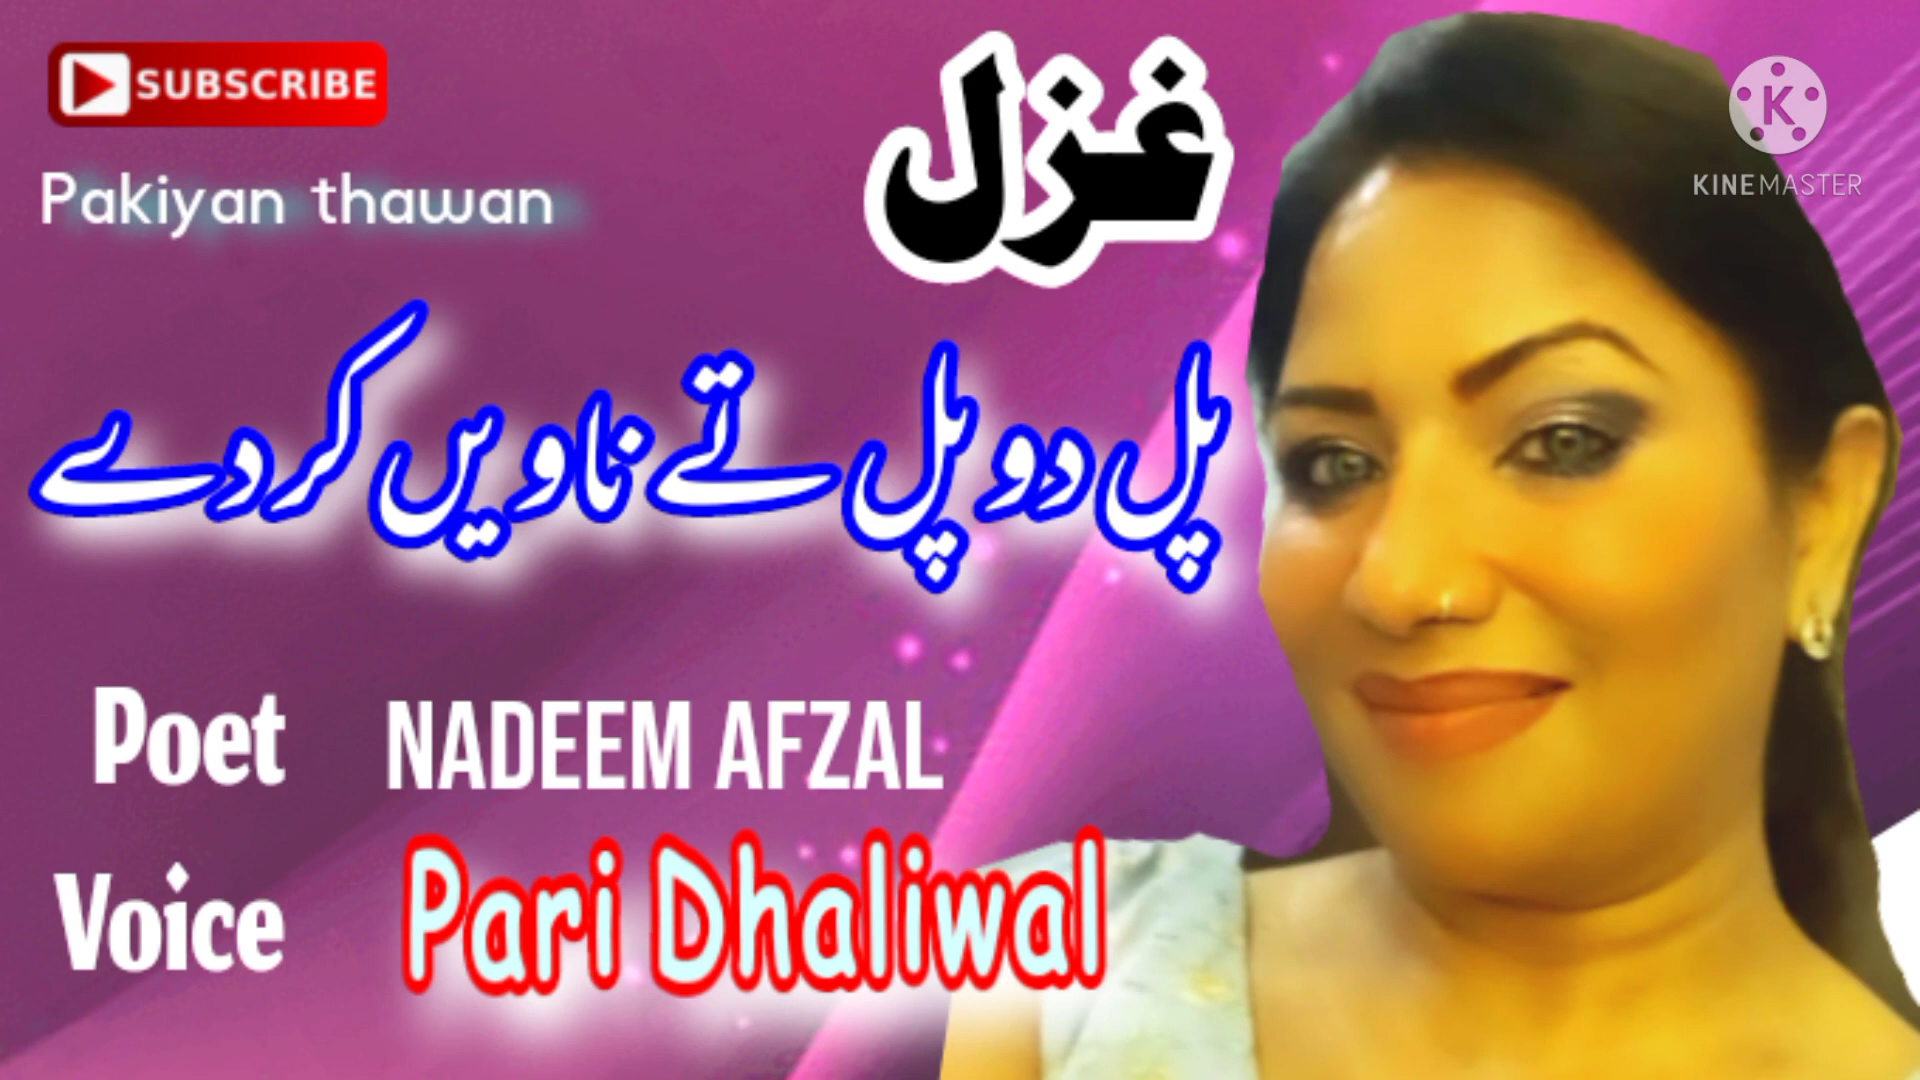 SUBSCRIBE
Pakiyan thawan
غزل
K
KINEMASTER
پل دو پل تے ناویں کر دے
Poet NADEEM AFZAL
Voice Pari Dhaliwal